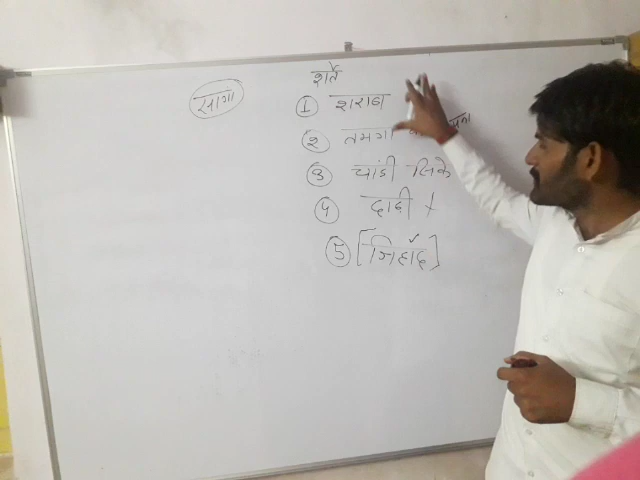 सागा
शर्ते
① शराब
② तमगा
③ चांदी सिके
④ दाढ़ी ×
⑤ [जिहाद] ✓